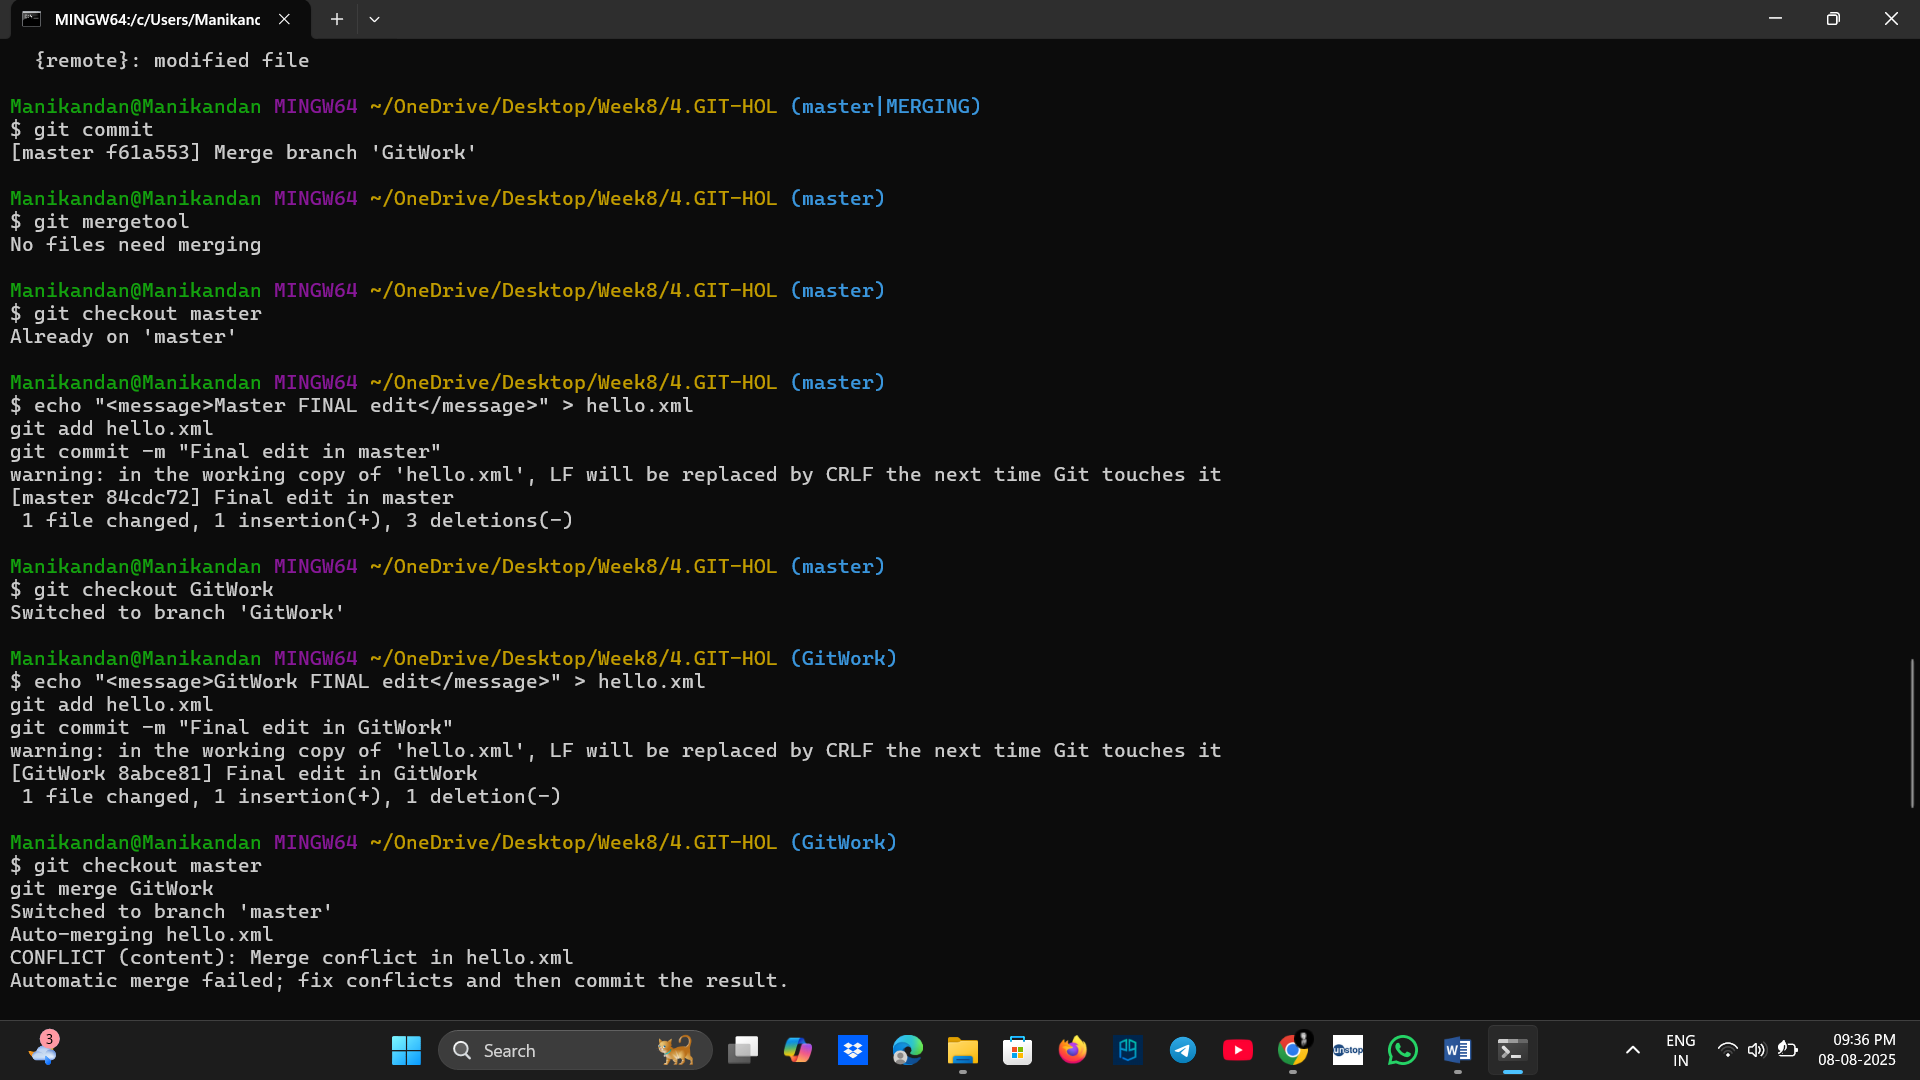 MINGW64:/c/Users/Manikanc
{remote}: modified file
Manikandan@Manikandan MINGW64 ~/OneDrive/Desktop/Week8/4.GIT-HOL (master|MERGING)
$ git commit
[master f61a553] Merge branch 'GitWork'
Manikandan@Manikandan MINGW64 ~/OneDrive/Desktop/Week8/4.GIT-HOL (master)
$ git mergetool
No files need merging
Manikandan@Manikandan MINGW64 ~/OneDrive/Desktop/Week8/4.GIT-HOL (master)
$ git checkout master
Already on 'master'
Manikandan@Manikandan MINGW64 ~/OneDrive/Desktop/Week8/4.GIT-HOL (master)
$ echo "<message>Master FINAL edit</message>" > hello.xml
git add hello.xml
git commit -m "Final edit in master"
warning: in the working copy of 'hello.xml', LF will be replaced by CRLF the next time Git touches it
[master 84cdc72] Final edit in master
1 file changed, 1 insertion(+), 3 deletions(-)
Manikandan@Manikandan MINGW64 ~/OneDrive/Desktop/Week8/4.GIT-HOL (master)
$ git checkout GitWork
Switched to branch 'GitWork'
Manikandan@Manikandan MINGW64 ~/OneDrive/Desktop/Week8/4.GIT-HOL (GitWork)
$ echo "<message>GitWork FINAL edit</message>" > hello.xml
git add hello.xml
git commit -m "Final edit in GitWork"
warning: in the working copy of 'hello.xml', LF will be replaced by CRLF the next time Git touches it
[GitWork 8abce81] Final edit in GitWork
1 file changed, 1 insertion(+), 1 deletion(-)
Manikandan@Manikandan MINGW64 ~/OneDrive/Desktop/Week8/4.GIT-HOL (GitWork)
$ git checkout master
git merge GitWork
Switched to branch 'master'
Auto-merging hello.xml
CONFLICT (content): Merge conflict in hello.xml
Automatic merge failed; fix conflicts and then commit the result.
3
Search
unstop
W
ENG
IN
09:36 PM
08-08-2025